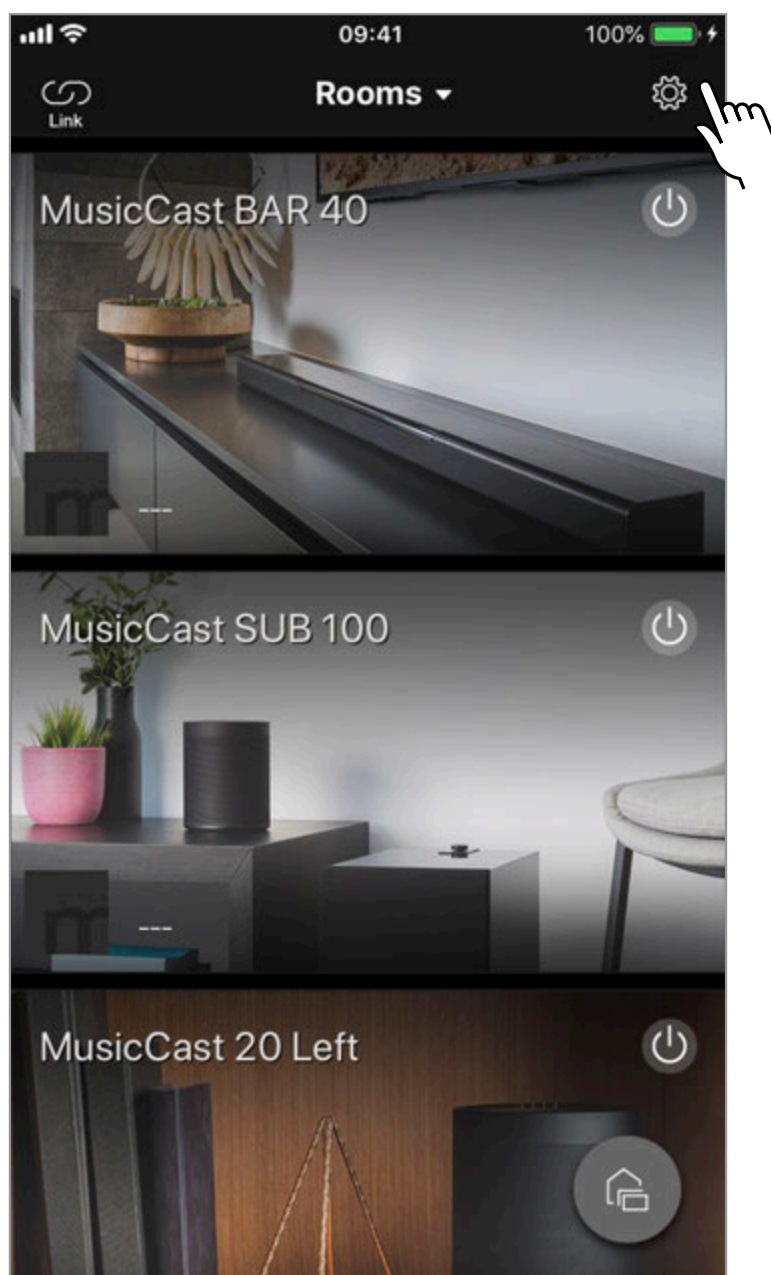 09:41
100%
Rooms
Link
MusicCast BAR 40
m
---
MusicCast SUB 100
m
---
MusicCast 20 Left